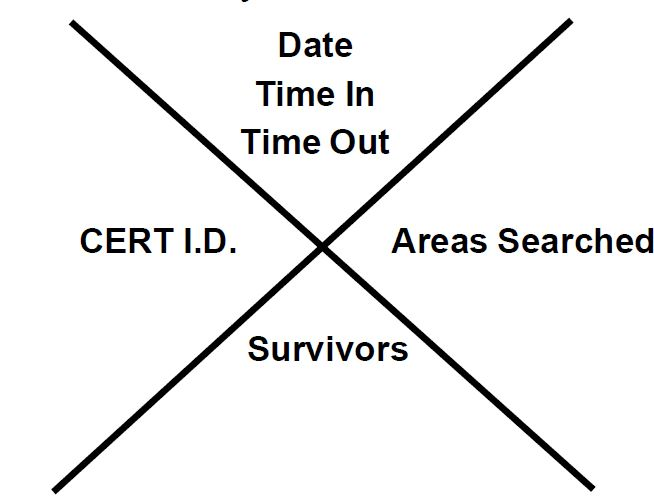 Date
Time In
Time Out
CERT I.D.
Areas Searched
Survivors